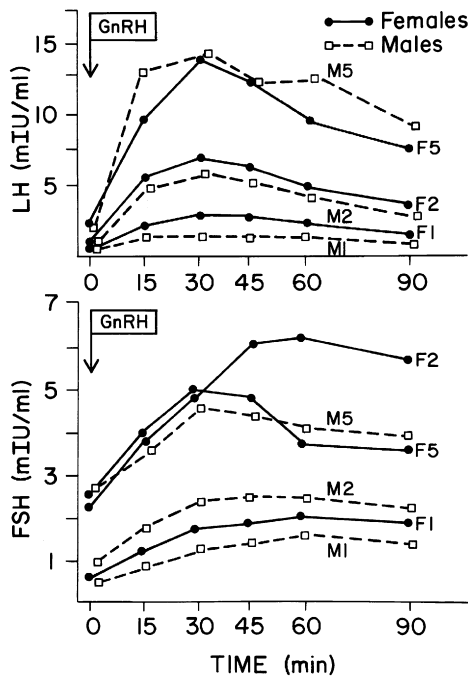 GnRH
Females
Males
15
10
5
LH (mIU/ml)
M5
F5
F2
M2
F1
M1
0 15 30 45 60 90
7
5
3
1
FSH (mIU/ml)
GnRH
F2
M5
F5
M2
F1
M1
0 15 30 45 60 90
TIME (min)